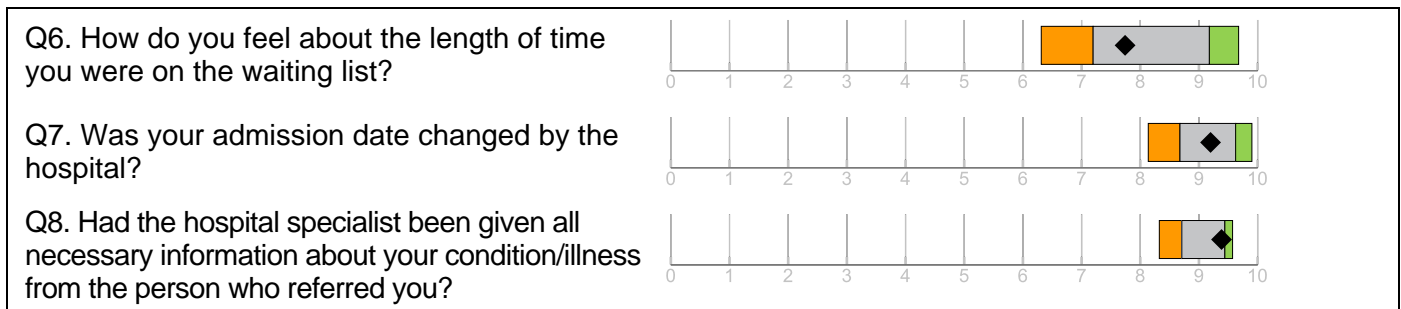 Q6. How do you feel about the length of time
you were on the waiting list?
0 1 2 3 4 5 6 7 8 9 10
Q7. Was your admission date changed by the
hospital?
0 1 2 3 4 5 6 7 8 9 10
Q8. Had the hospital specialist been given all
necessary information about your condition/illness
from the person who referred you?
0 1 2 3 4 5 6 7 8 9 10